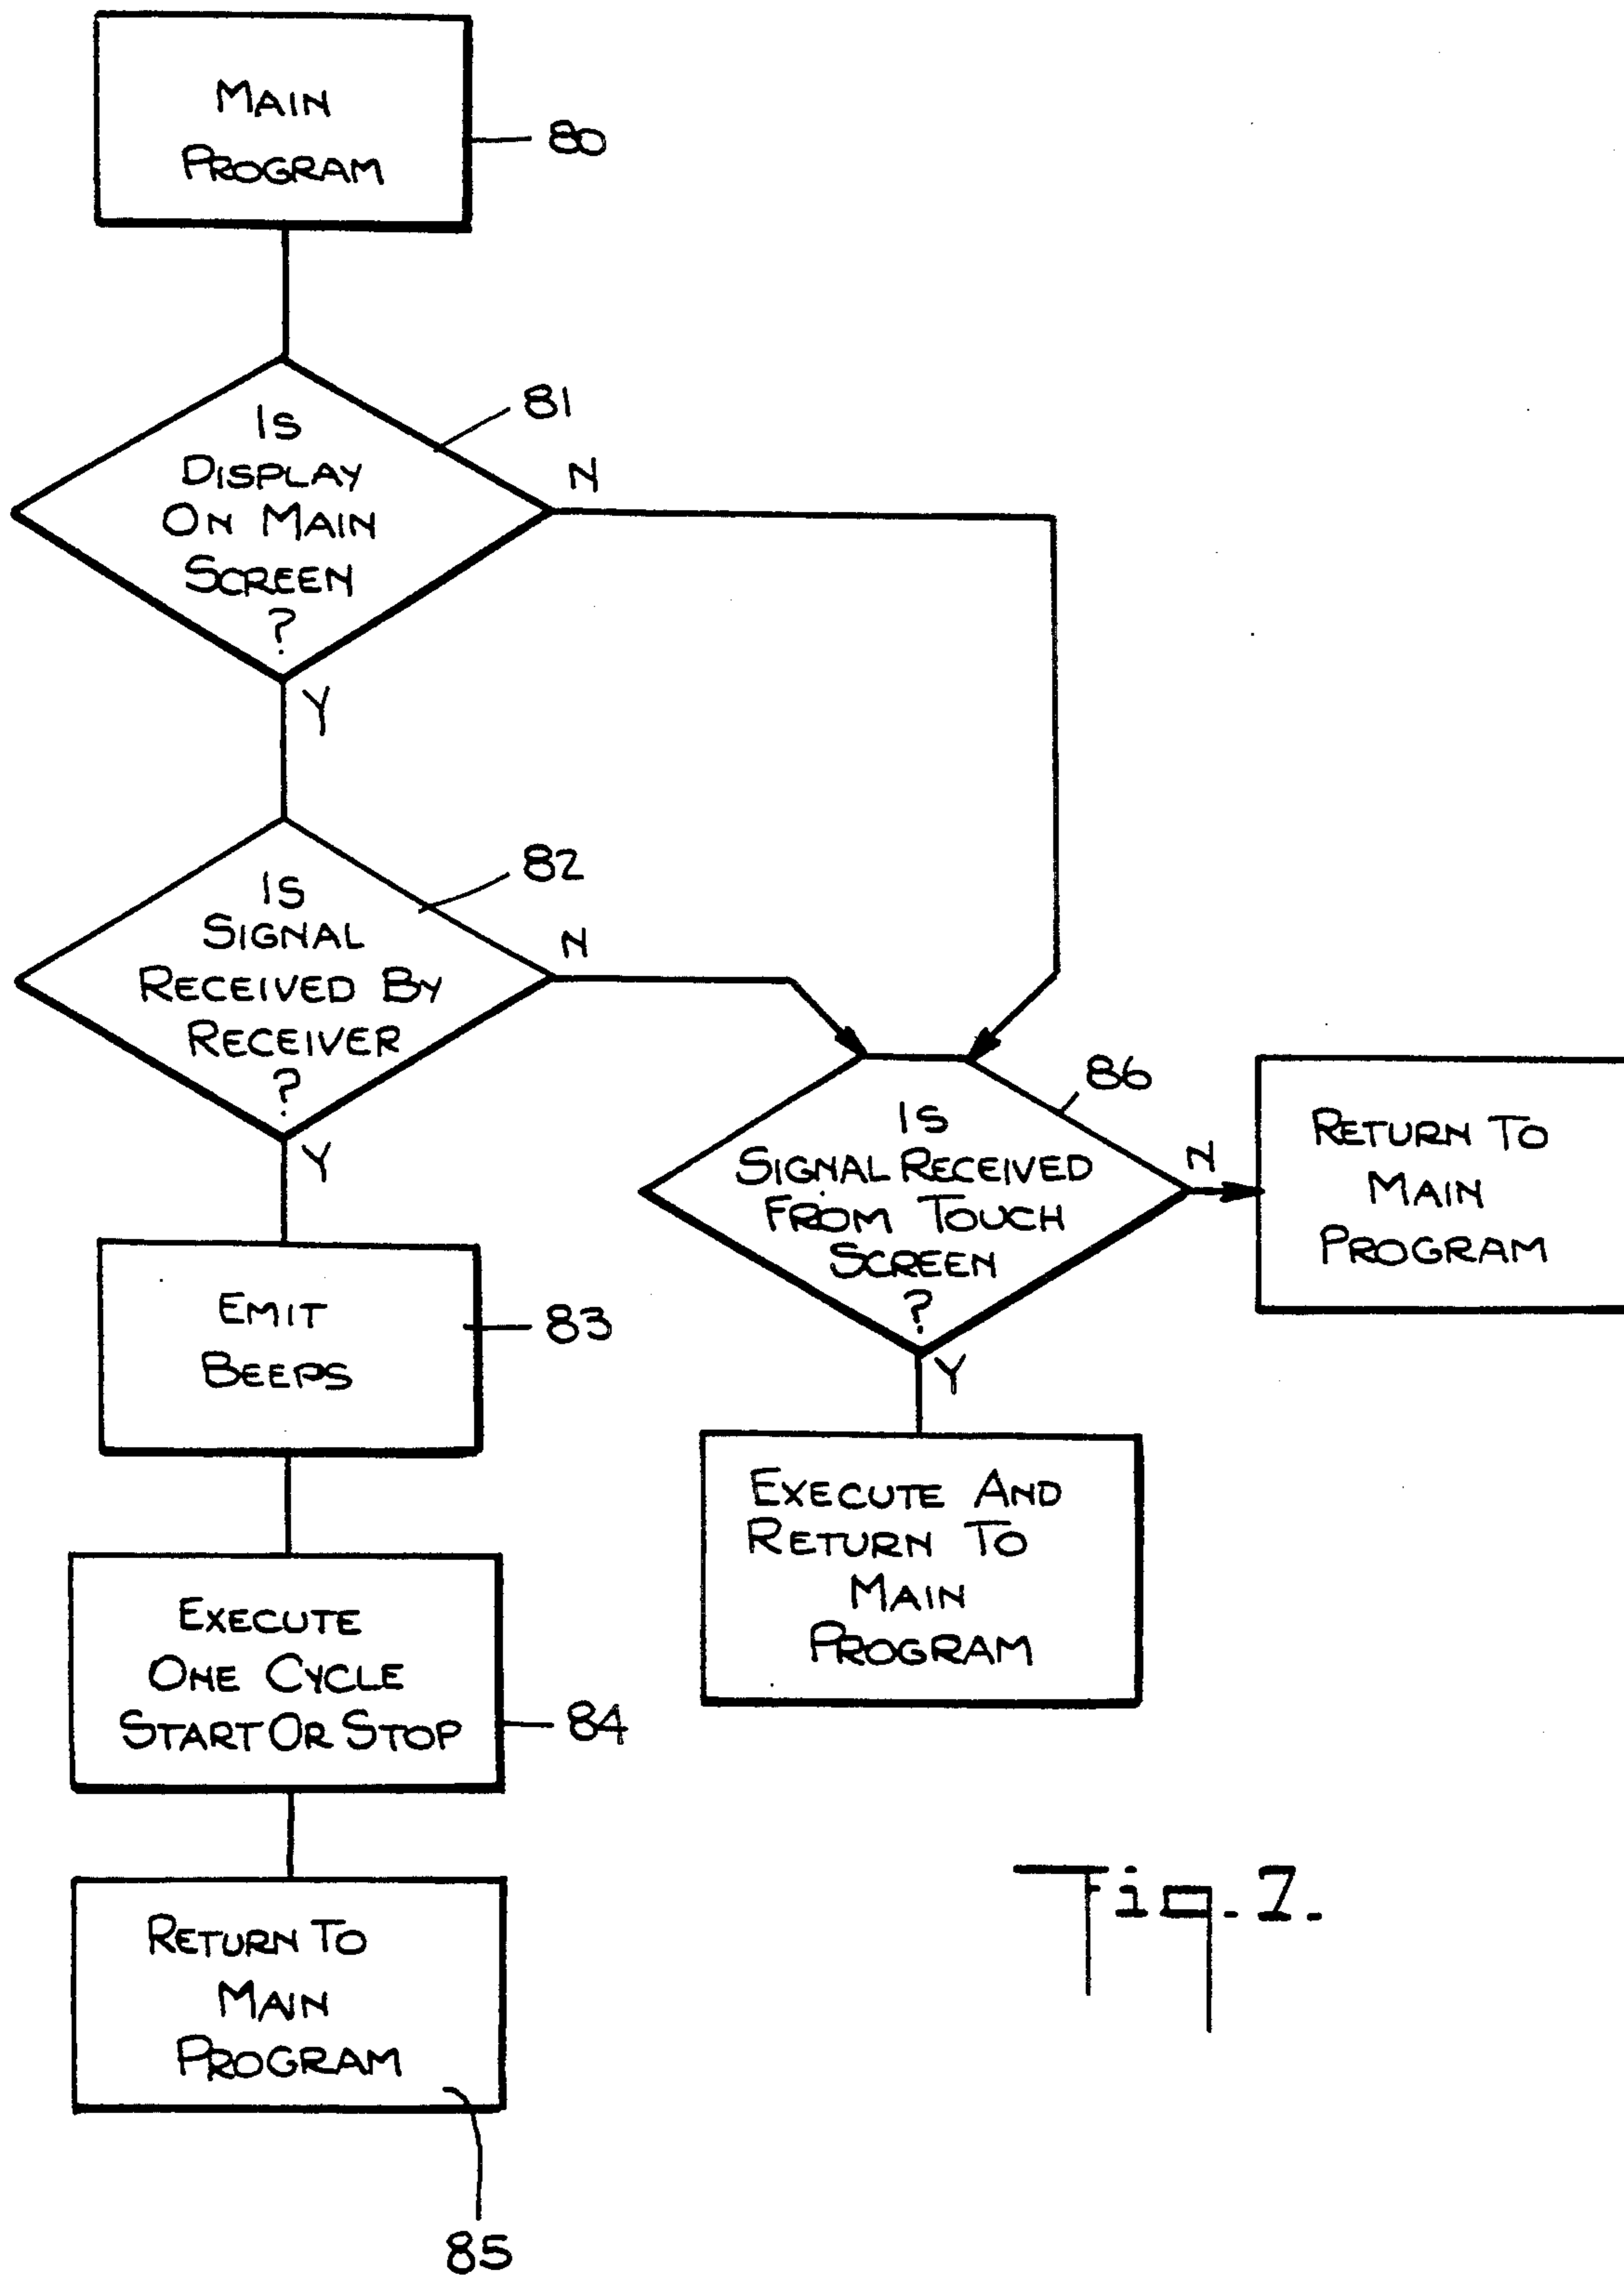 MAIN
PROGRAM
80
IS
DISPLAY
ON MAIN
SCREEN
?
81
N
Y
IS
SIGNAL
RECEIVED BY
RECEIVER
?
82
N
Y
EMIT
BEEPS
83
EXECUTE
ONE CYCLE
START OR STOP
84
RETURN TO
MAIN
PROGRAM
85
IS
SIGNAL RECEIVED
FROM TOUCH
SCREEN
?
86
N
Y
RETURN TO
MAIN
PROGRAM
EXECUTE AND
RETURN TO
MAIN
PROGRAM
Fig. 7.